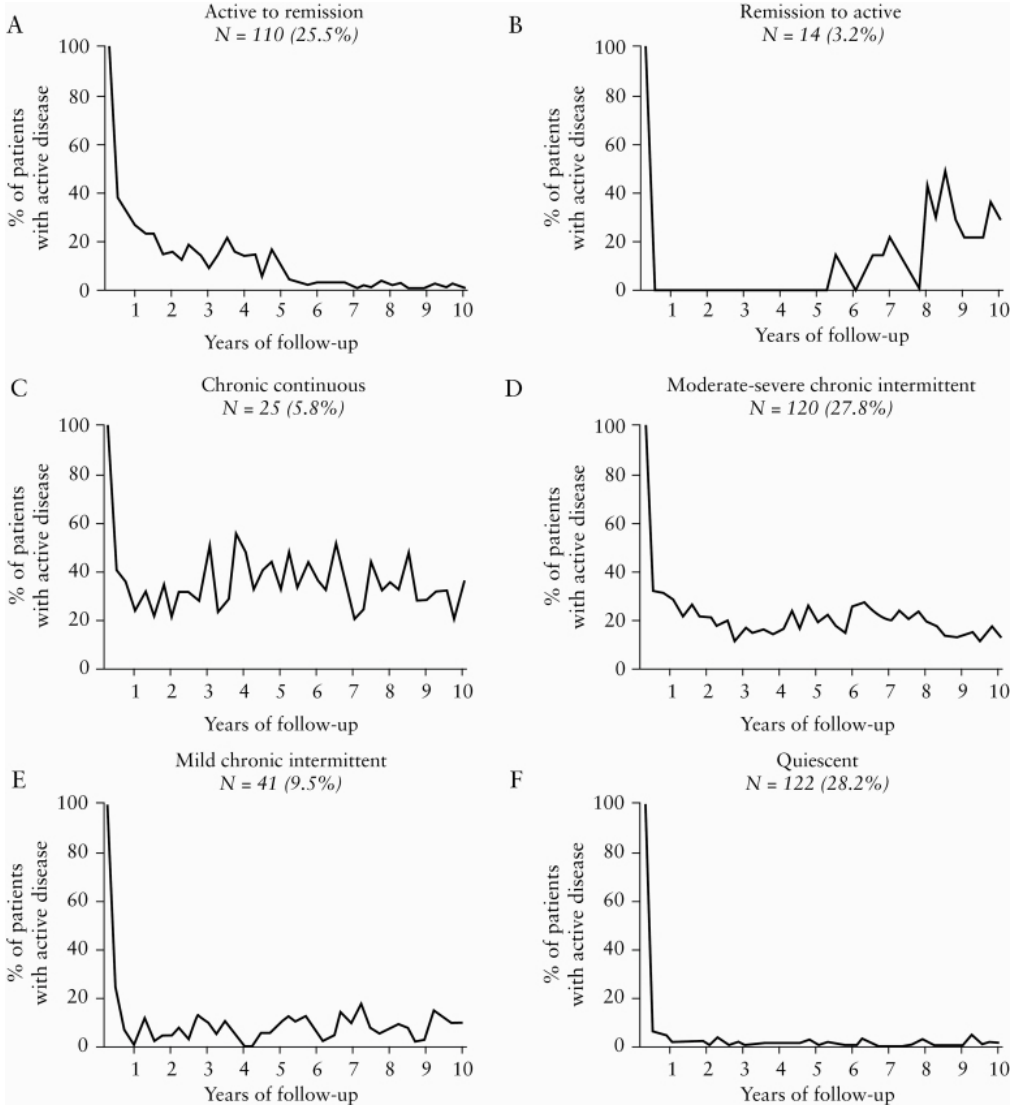 A
Active to remission
N = 110 (25.5%)
100
80
60
40
20
0
% of patients
with active disease
1 2 3 4 5 6 7 8 9 10
Years of follow-up
B
Remission to active
N = 14 (3.2%)
100
80
60
40
20
0
% of patients
with active disease
1 2 3 4 5 6 7 8 9 10
Years of follow-up
C
Chronic continuous
N = 25 (5.8%)
100
80
60
40
20
0
% of patients
with active disease
1 2 3 4 5 6 7 8 9 10
Years of follow-up
D
Moderate-severe chronic intermittent
N = 120 (27.8%)
100
80
60
40
20
0
% of patients
with active disease
1 2 3 4 5 6 7 8 9 10
Years of follow-up
E
Mild chronic intermittent
N = 41 (9.5%)
100
80
60
40
20
0
% of patients
with active disease
1 2 3 4 5 6 7 8 9 10
Years of follow-up
F
Quiescent
N = 122 (28.2%)
100
80
60
40
20
0
% of patients
with active disease
1 2 3 4 5 6 7 8 9 10
Years of follow-up